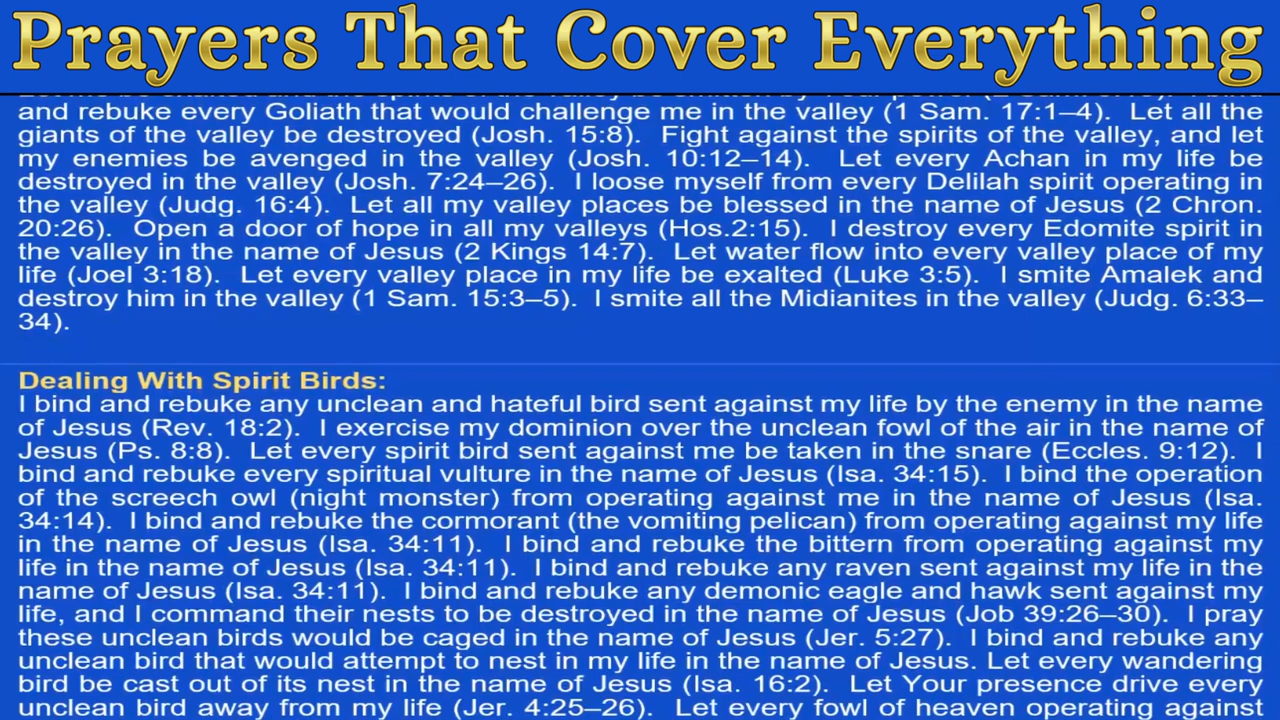 Prayers That Cover Everything
and rebuke every Goliath that would challenge me in the valley (1 Sam. 17:1–4).  Let all the
giants of the valley be destroyed (Josh. 15:8).  Fight against the spirits of the valley, and let
my enemies be avenged in the valley (Josh. 10:12–14).  Let every Achan in my life be
destroyed in the valley (Josh. 7:24–26).  I loose myself from every Delilah spirit operating in
the valley (Judg. 16:4).  Let all my valley places be blessed in the name of Jesus (2 Chron.
20:26).  Open a door of hope in all my valleys (Hos.2:15).  I destroy every Edomite spirit in
the valley in the name of Jesus (2 Kings 14:7).  Let water flow into every valley place of my
life (Joel 3:18).  Let every valley place in my life be exalted (Luke 3:5).  I smite Amalek and
destroy him in the valley (1 Sam. 15:3–5).  I smite all the Midianites in the valley (Judg. 6:33–
34).
Dealing With Spirit Birds:
I bind and rebuke any unclean and hateful bird sent against my life by the enemy in the name
of Jesus (Rev. 18:2).  I exercise my dominion over the unclean fowl of the air in the name of
Jesus (Ps. 8:8).  Let every spirit bird sent against me be taken in the snare (Eccles. 9:12).  I
bind and rebuke every spiritual vulture in the name of Jesus (Isa. 34:15).  I bind the operation
of the screech owl (night monster) from operating against me in the name of Jesus (Isa.
34:14).  I bind and rebuke the cormorant (the vomiting pelican) from operating against my life
in the name of Jesus (Isa. 34:11).  I bind and rebuke the bittern from operating against my
life in the name of Jesus (Isa. 34:11).  I bind and rebuke any raven sent against my life in the
name of Jesus (Isa. 34:11).  I bind and rebuke any demonic eagle and hawk sent against my
life, and I command their nests to be destroyed in the name of Jesus (Job 39:26–30).  I pray
these unclean birds would be caged in the name of Jesus (Jer. 5:27).  I bind and rebuke any
unclean bird that would attempt to nest in my life in the name of Jesus. Let every wandering
bird be cast out of its nest in the name of Jesus (Isa. 16:2).  Let Your presence drive every
unclean bird away from my life (Jer. 4:25–26).  Let every fowl of heaven operating against